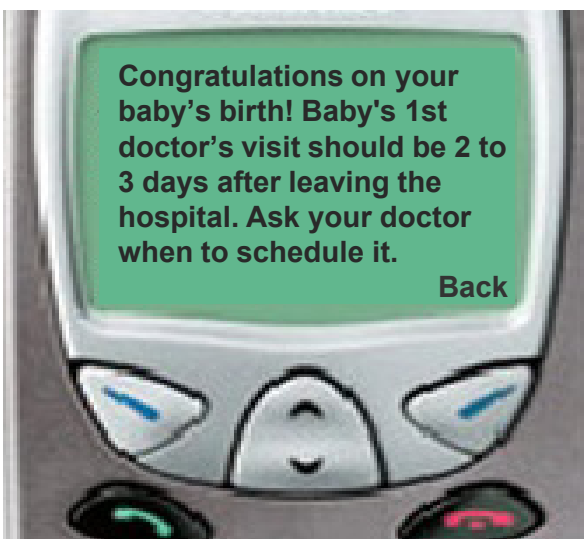 Congratulations on your
baby’s birth! Baby's 1st
doctor’s visit should be 2 to
3 days after leaving the
hospital. Ask your doctor
when to schedule it.
Back